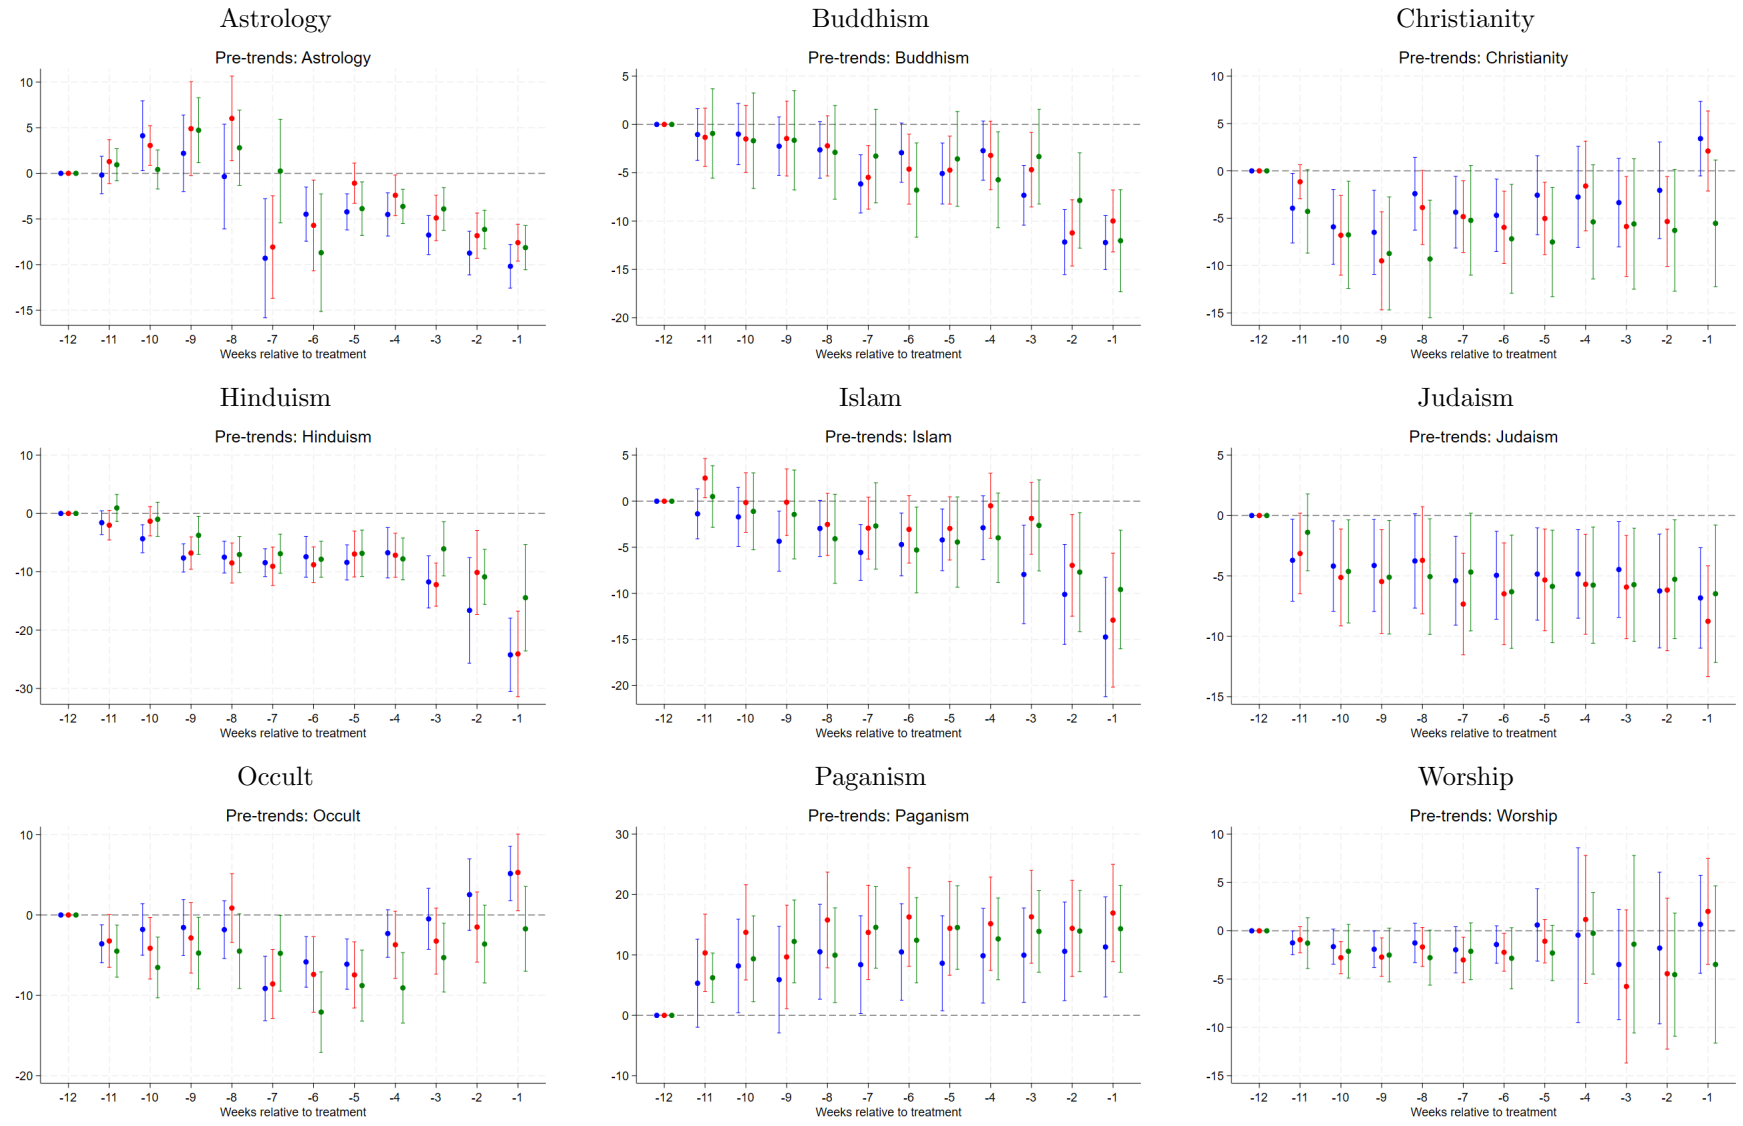 Astrology
Pre-trends: Astrology
10
5
0
-5
-10
-15
-12 -11 -10 -9 -8 -7 -6 -5 -4 -3 -2 -1
Weeks relative to treatment
Buddhism
Pre-trends: Buddhism
5
0
-5
-10
-15
-20
-12 -11 -10 -9 -8 -7 -6 -5 -4 -3 -2 -1
Weeks relative to treatment
Christianity
Pre-trends: Christianity
10
5
0
-5
-10
-15
-12 -11 -10 -9 -8 -7 -6 -5 -4 -3 -2 -1
Weeks relative to treatment
Hinduism
Pre-trends: Hinduism
10
0
-10
-20
-30
-12 -11 -10 -9 -8 -7 -6 -5 -4 -3 -2 -1
Weeks relative to treatment
Islam
Pre-trends: Islam
5
0
-5
-10
-15
-20
-12 -11 -10 -9 -8 -7 -6 -5 -4 -3 -2 -1
Weeks relative to treatment
Judaism
Pre-trends: Judaism
5
0
-5
-10
-15
-12 -11 -10 -9 -8 -7 -6 -5 -4 -3 -2 -1
Weeks relative to treatment
Occult
Pre-trends: Occult
10
0
-10
-20
-12 -11 -10 -9 -8 -7 -6 -5 -4 -3 -2 -1
Weeks relative to treatment
Paganism
Pre-trends: Paganism
30
20
10
0
-10
-12 -11 -10 -9 -8 -7 -6 -5 -4 -3 -2 -1
Weeks relative to treatment
Worship
Pre-trends: Worship
10
5
0
-5
-10
-15
-12 -11 -10 -9 -8 -7 -6 -5 -4 -3 -2 -1
Weeks relative to treatment